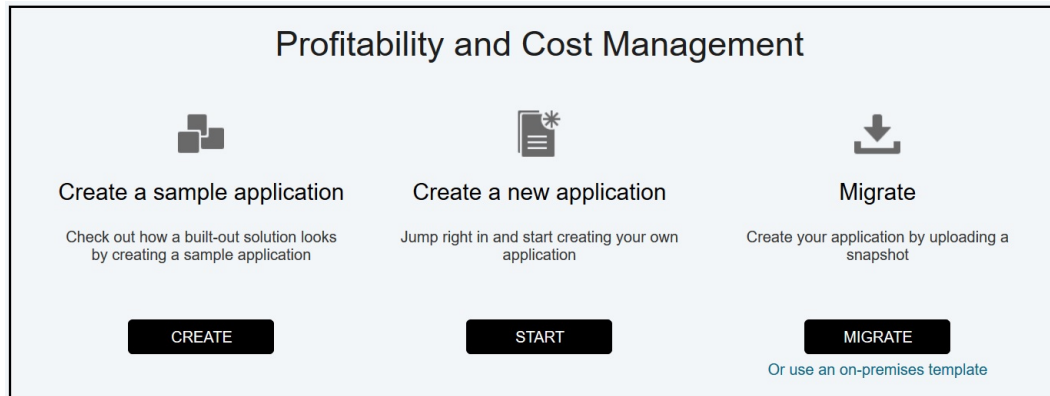 Profitability and Cost Management
Create a sample application
Check out how a built-out solution looks
by creating a sample application
CREATE
Create a new application
Jump right in and start creating your own
application
START
Migrate
Create your application by uploading a
snapshot
MIGRATE
Or use an on-premises template